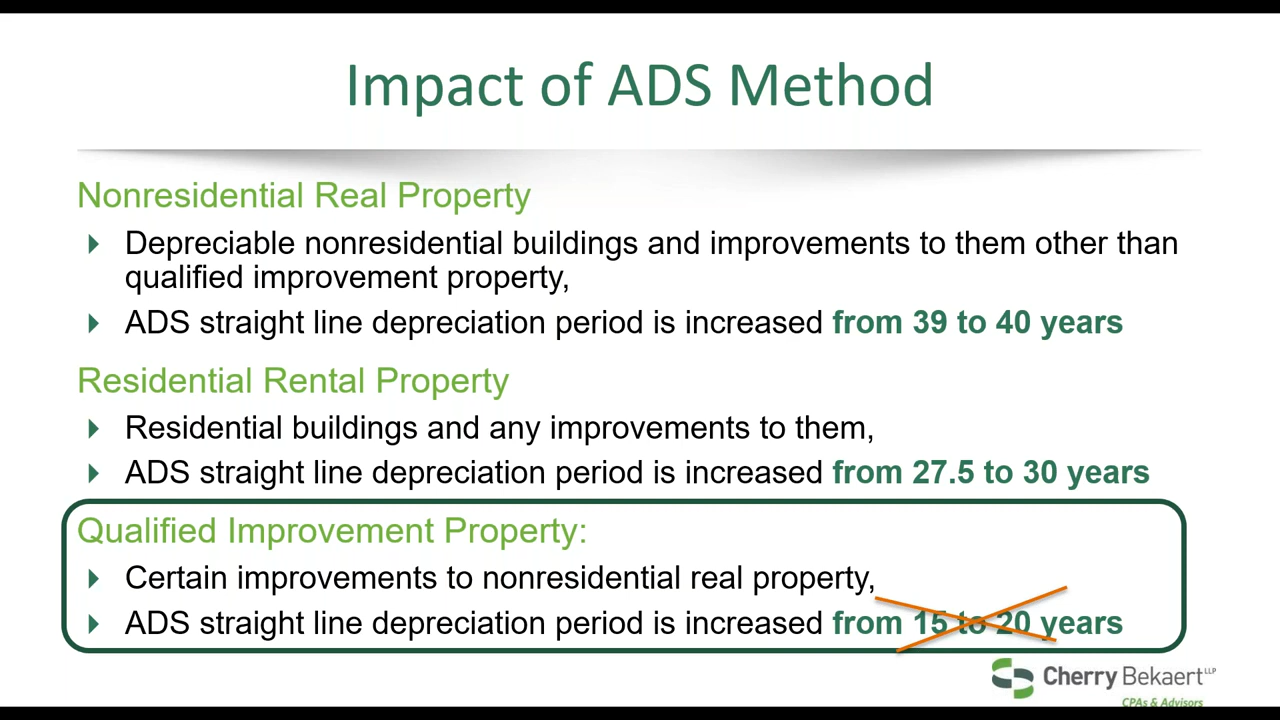 Impact of ADS Method
Nonresidential Real Property
Depreciable nonresidential buildings and improvements to them other than
qualified improvement property,
ADS straight line depreciation period is increased from 39 to 40 years
Residential Rental Property
Residential buildings and any improvements to them,
ADS straight line depreciation period is increased from 27.5 to 30 years
Qualified Improvement Property:
Certain improvements to nonresidential real property,
ADS straight line depreciation period is increased from 15 to 20 years
Cherry Bekaert LLP
CPAs & Advisors